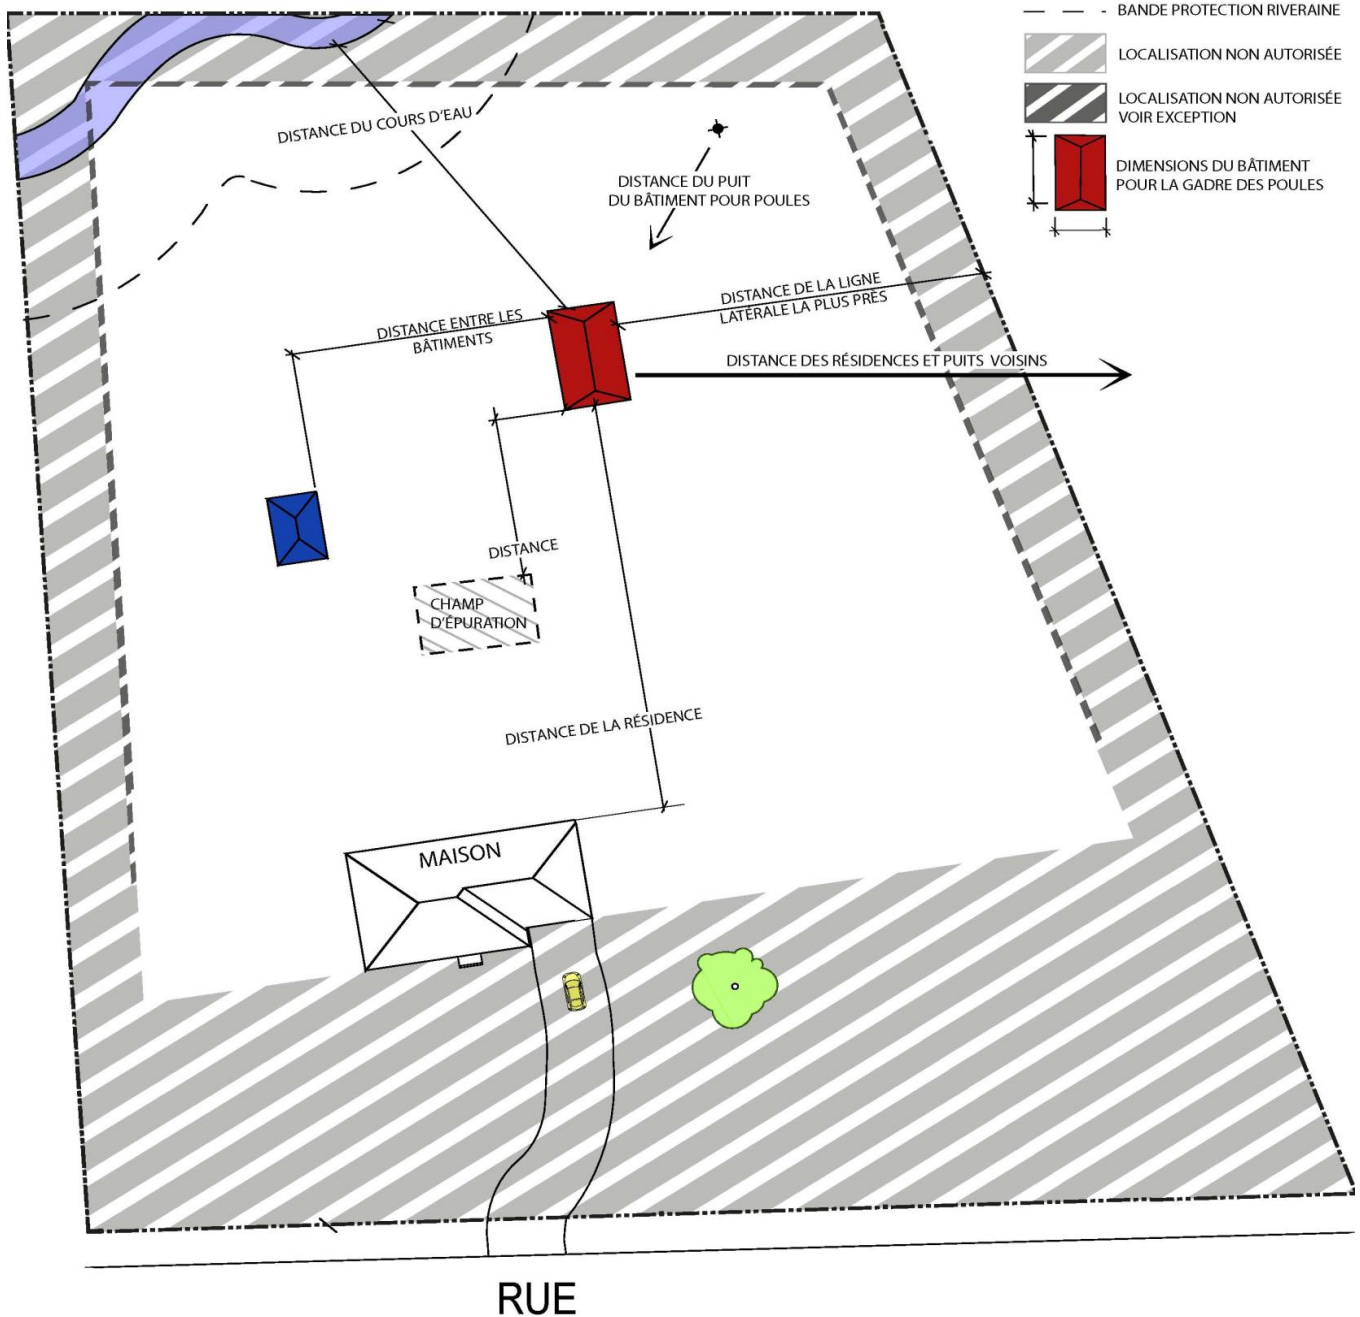 BANDE PROTECTION RIVERAINE
LOCALISATION NON AUTORISÉE
LOCALISATION NON AUTORISÉE
VOIR EXCEPTION
DIMENSIONS DU BÂTIMENT
POUR LA GADRE DES POULES
DISTANCE DU COURS D'EAU
DISTANCE DU PUIT
DU BÂTIMENT POUR POULES
DISTANCE DE LA LIGNE
LATÉRALE LA PLUS PRÈS
DISTANCE ENTRE LES
BÂTIMENTS
DISTANCE DES RÉSIDENCES ET PUITS VOISINS
DISTANCE
CHAMP
D'ÉPURATION
DISTANCE DE LA RÉSIDENCE
MAISON
RUE